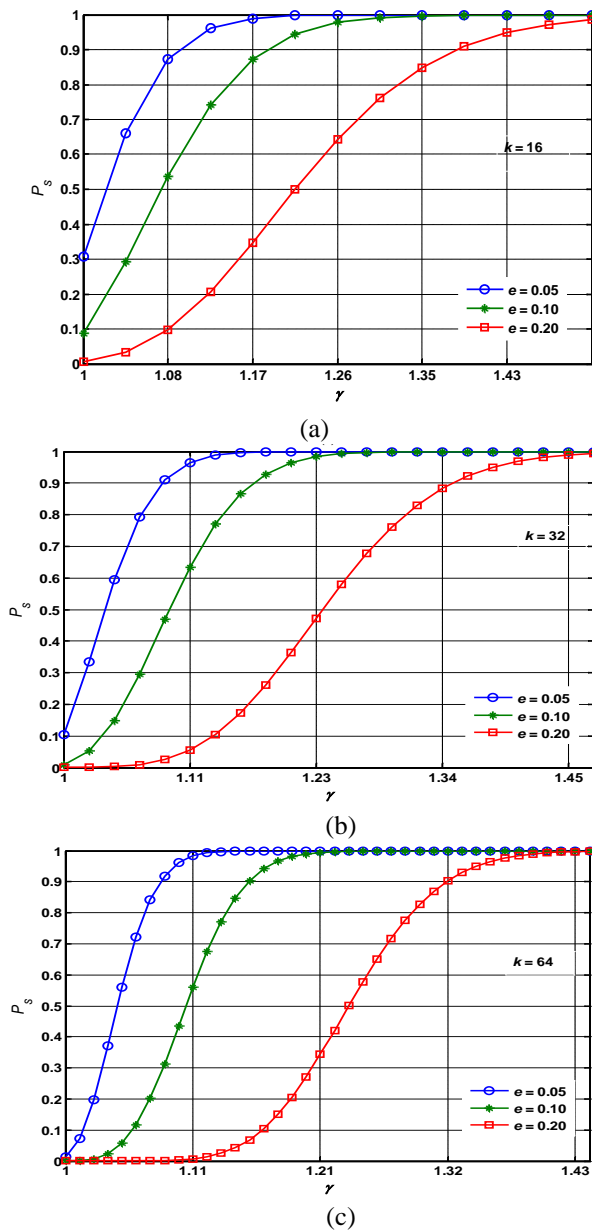 1
0.9
0.8
0.7
0.6
0.5
0.4
0.3
0.2
0.1
0
P_s
k = 16
e = 0.05
e = 0.10
e = 0.20
1 1.08 1.17 1.26 1.35 1.43
γ
(a)
1
0.9
0.8
0.7
0.6
0.5
0.4
0.3
0.2
0.1
0
P_s
k = 32
e = 0.05
e = 0.10
e = 0.20
1 1.11 1.23 1.34 1.45
γ
(b)
1
0.9
0.8
0.7
0.6
0.5
0.4
0.3
0.2
0.1
0
P_s
k = 64
e = 0.05
e = 0.10
e = 0.20
1 1.11 1.21 1.32 1.43
γ
(c)